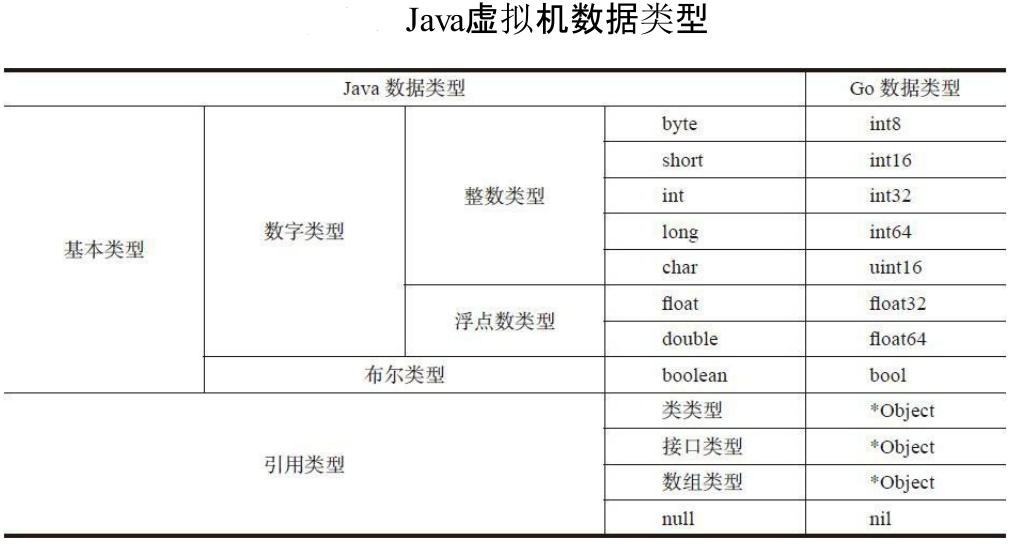 Java虚拟机数据类型
Java 数据类型 Go 数据类型
基本类型 数字类型 整数类型 byte int8
short int16
int int32
long int64
char uint16
浮点数类型 float float32
double float64
布尔类型 boolean bool
引用类型 类类型 *Object
接口类型 *Object
数组类型 *Object
null nil